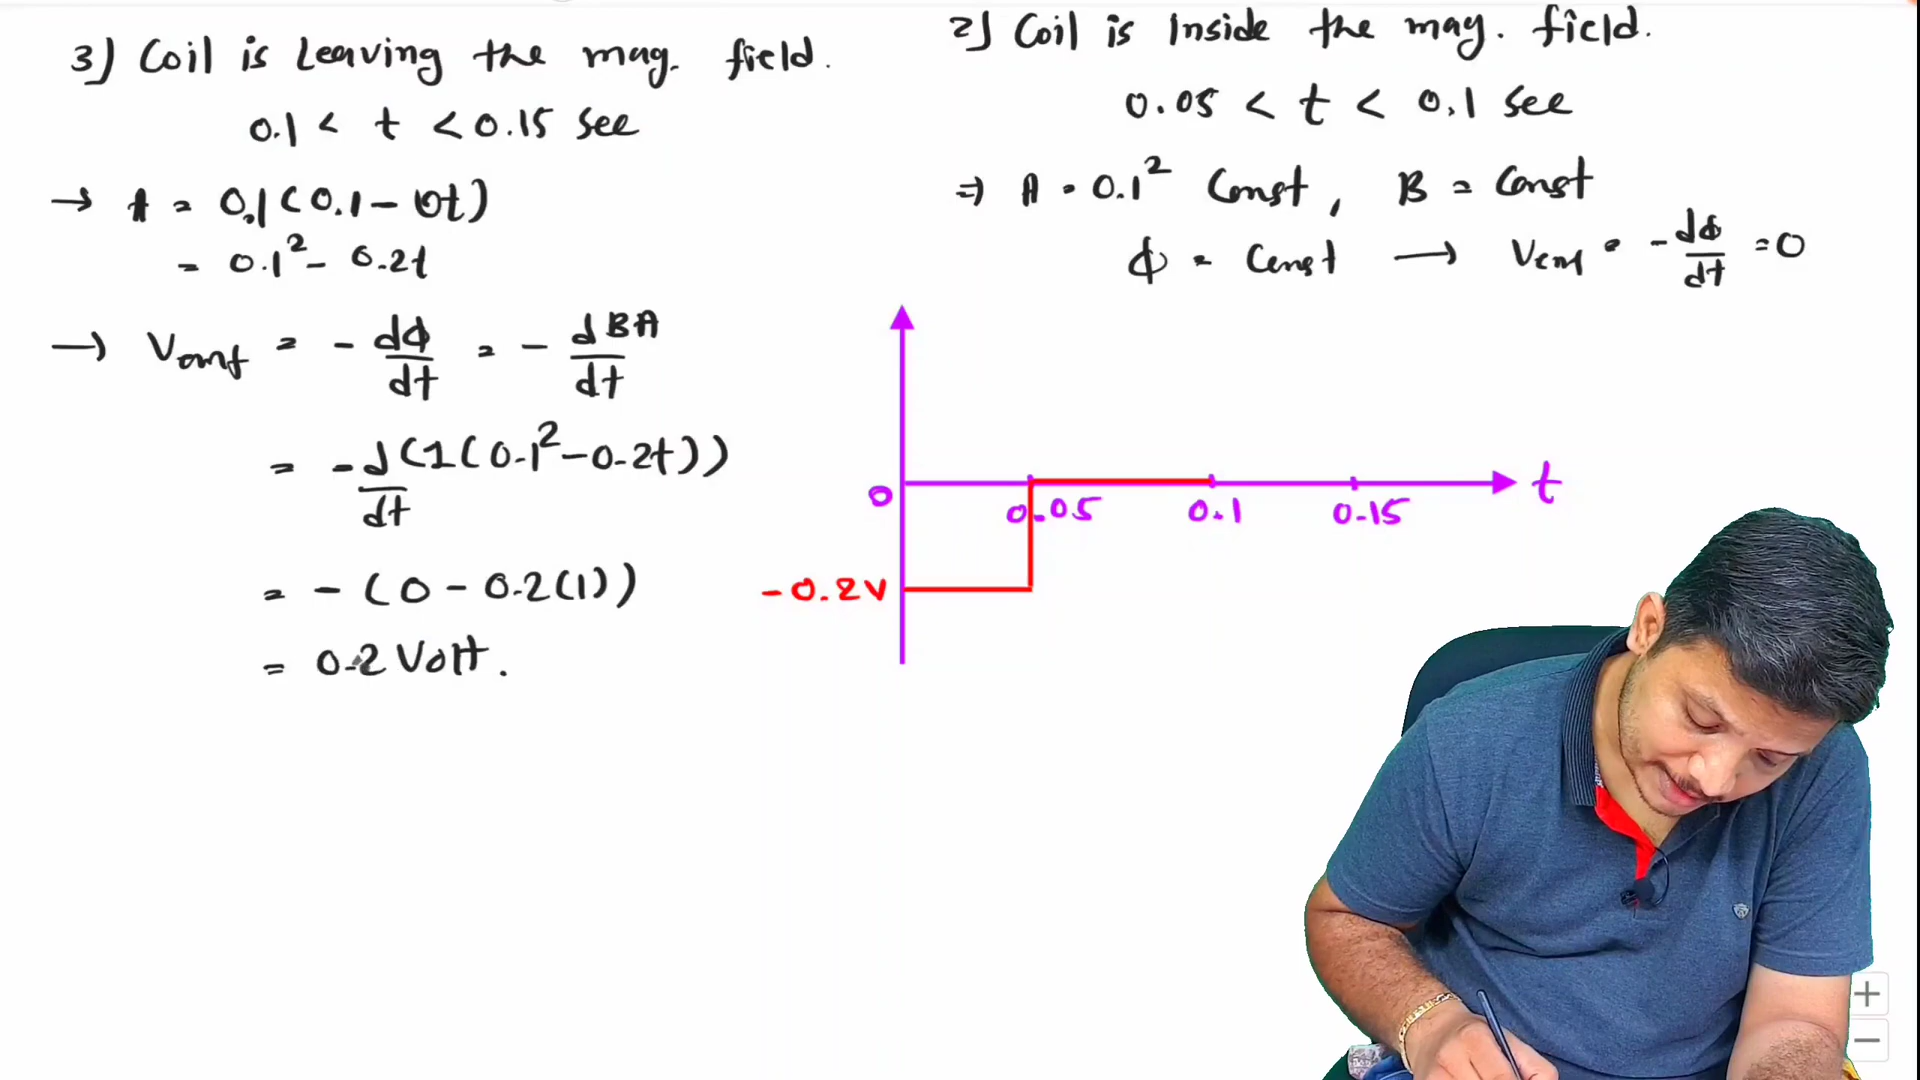 3) Coil is Leaving the mag. field.
0.1 < t < 0.15 sec
→ A = 0.1(0.1 - 10t)
= 0.1² - 0.2t
→ Vemf = - dΦ/dt = - dBA/dt
= - d/dt (1(0.1² - 0.2t))
= - (0 - 0.2(1))
= 0.2 Volt.
2) Coil is inside the mag. field.
0.05 < t < 0.1 sec
⇒ A = 0.1² Const, B = Const
Φ = Const → Vemf = - dΦ/dt = 0
0
0.05
0.1
0.15
t
-0.2V
+
−